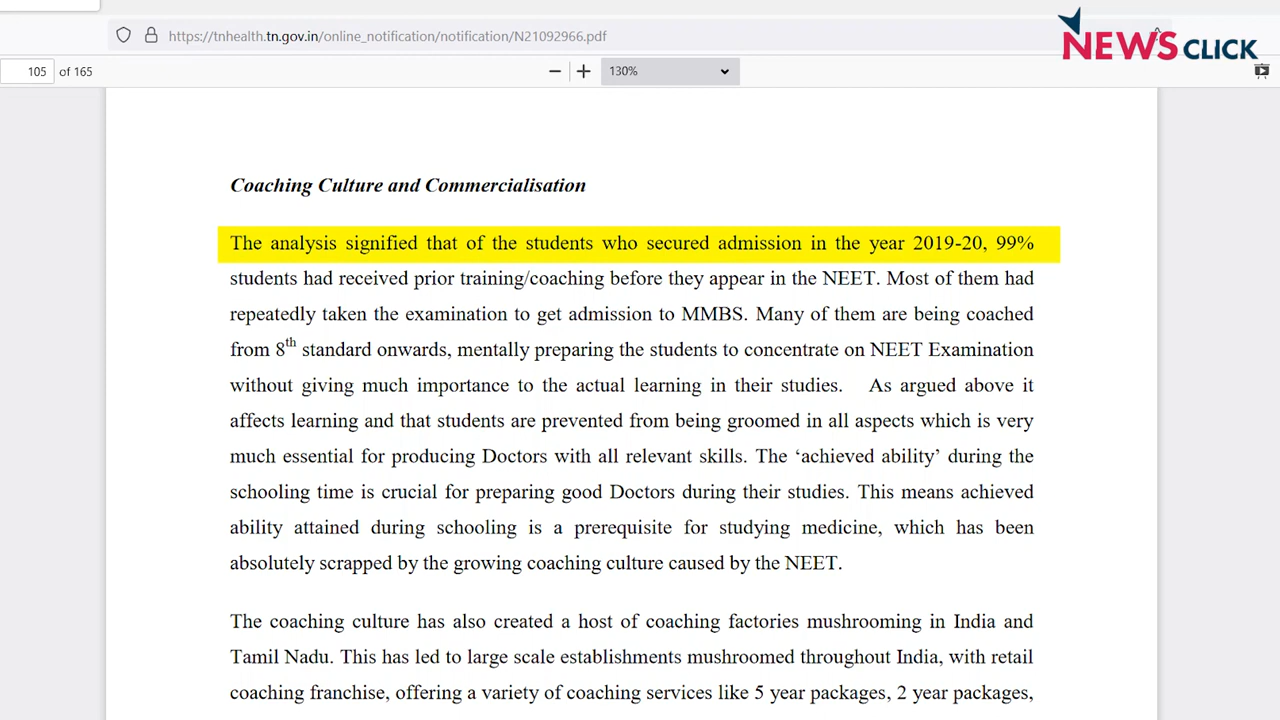 https://tnhealth.tn.gov.in/online_notification/notification/N21092966.pdf
NEWSCLICK
105 of 165
130%
Coaching Culture and Commercialisation
The analysis signified that of the students who secured admission in the year 2019-20, 99%
students had received prior training/coaching before they appear in the NEET. Most of them had
repeatedly taken the examination to get admission to MMBS. Many of them are being coached
from 8th standard onwards, mentally preparing the students to concentrate on NEET Examination
without giving much importance to the actual learning in their studies. As argued above it
affects learning and that students are prevented from being groomed in all aspects which is very
much essential for producing Doctors with all relevant skills. The ‘achieved ability’ during the
schooling time is crucial for preparing good Doctors during their studies. This means achieved
ability attained during schooling is a prerequisite for studying medicine, which has been
absolutely scrapped by the growing coaching culture caused by the NEET.
The coaching culture has also created a host of coaching factories mushrooming in India and
Tamil Nadu. This has led to large scale establishments mushroomed throughout India, with retail
coaching franchise, offering a variety of coaching services like 5 year packages, 2 year packages,